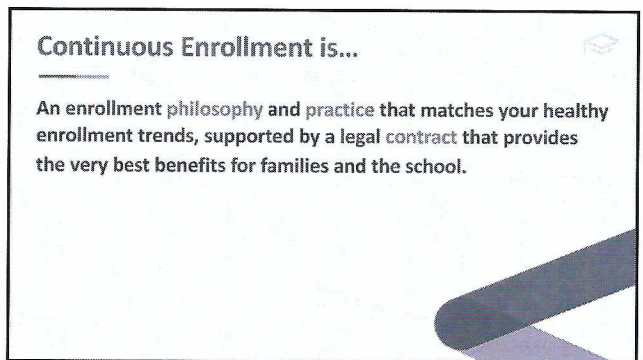 Continuous Enrollment is...
An enrollment philosophy and practice that matches your healthy
enrollment trends, supported by a legal contract that provides
the very best benefits for families and the school.